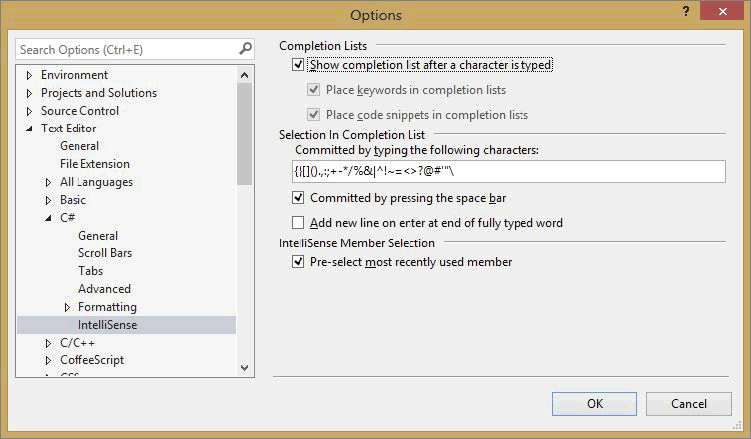 Options
?
Search Options (Ctrl+E)
Environment
Projects and Solutions
Source Control
Text Editor
General
File Extension
All Languages
Basic
C#
General
Scroll Bars
Tabs
Advanced
Formatting
IntelliSense
C/C++
CoffeeScript
CSS
Completion Lists
Show completion list after a character is typed
Place keywords in completion lists
Place code snippets in completion lists
Selection In Completion List
Committed by typing the following characters:
{}[]().,:;+-*/%&|^!~=<>?@#'"\
Committed by pressing the space bar
Add new line on enter at end of fully typed word
IntelliSense Member Selection
Pre-select most recently used member
OK
Cancel